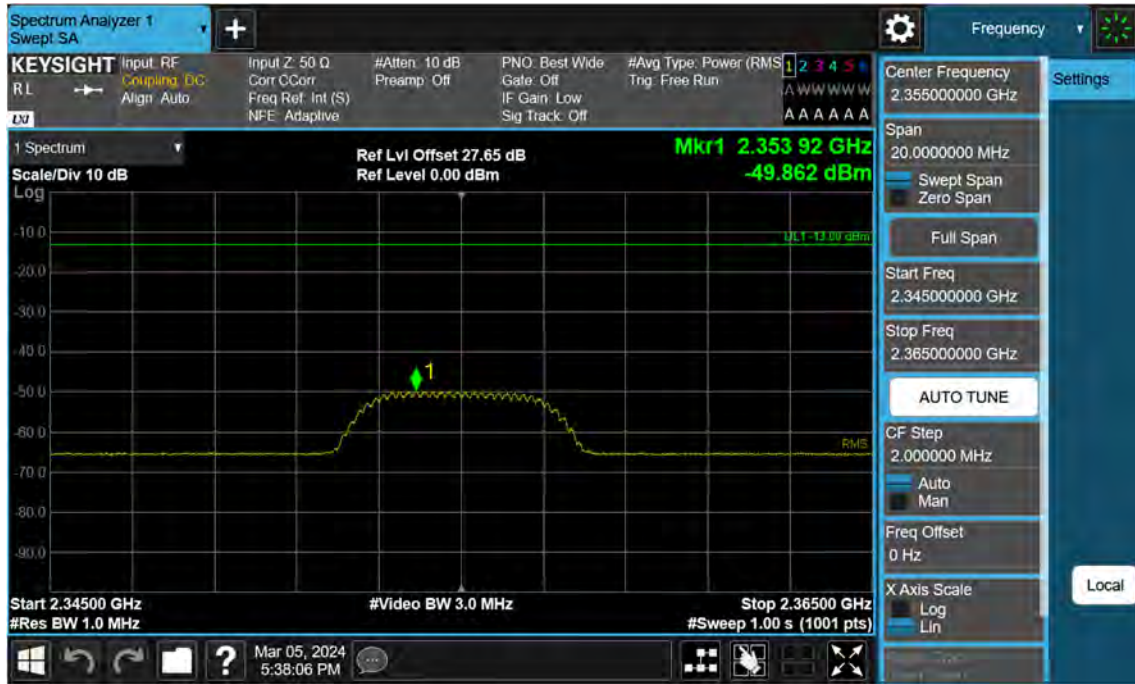 Spectrum Analyzer 1
Swept SA
+
Frequency
KEYSIGHT
RL
LXI
Input: RF
Coupling: DC
Align: Auto
Input Z: 50 Ω
Corr CCorr
Freq Ref: Int (S)
NFE: Adaptive
#Atten: 10 dB
Preamp: Off
PNO: Best Wide
Gate: Off
IF Gain: Low
Sig Track: Off
#Avg Type: Power (RMS
Trig: Free Run
1 2 3 4 5 6
A W W W W W
A A A A A A
1 Spectrum
Scale/Div 10 dB
Log
Ref Lvl Offset 27.65 dB
Ref Level 0.00 dBm
Mkr1 2.353 92 GHz
-49.862 dBm
DL1 -13.00 dBm
-10.0
-20.0
-30.0
-40.0
-50.0
-60.0
-70.0
-80.0
-90.0
1
RMS
Start 2.34500 GHz
#Res BW 1.0 MHz
#Video BW 3.0 MHz
Stop 2.36500 GHz
#Sweep 1.00 s (1001 pts)
Center Frequency
2.355000000 GHz
Settings
Span
20.0000000 MHz
Swept Span
Zero Span
Full Span
Start Freq
2.345000000 GHz
Stop Freq
2.365000000 GHz
AUTO TUNE
CF Step
2.000000 MHz
Auto
Man
Freq Offset
0 Hz
X Axis Scale
Log
Lin
Local
?
Mar 05, 2024
5:38:06 PM